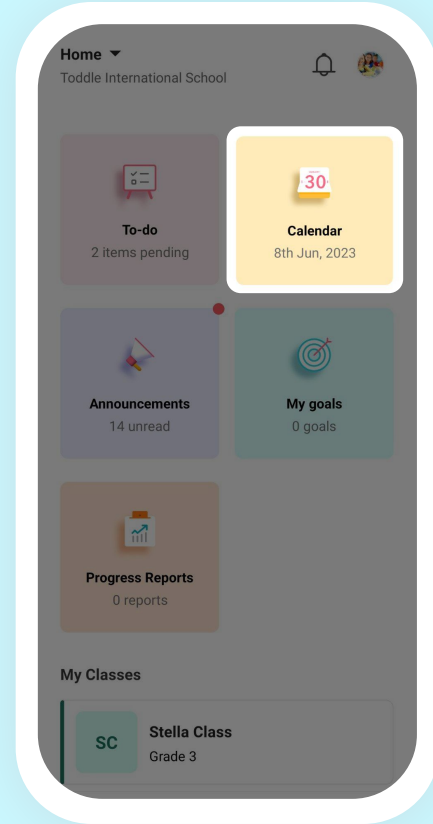 Home
Toddle International School
30
To-do
2 items pending
Calendar
8th Jun, 2023
Announcements
14 unread
My goals
0 goals
Progress Reports
0 reports
My Classes
SC
Stella Class
Grade 3